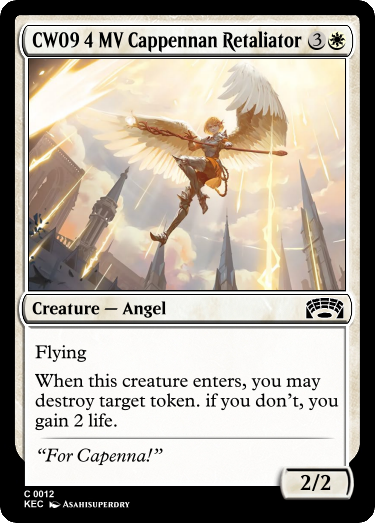 CW09 4 MV Cappennan Retaliator 3
Creature — Angel
Flying
When this creature enters, you may
destroy target token. if you don't, you
gain 2 life.
"For Capenna!"
2/2
C 0012
KEC Asahisuperdry